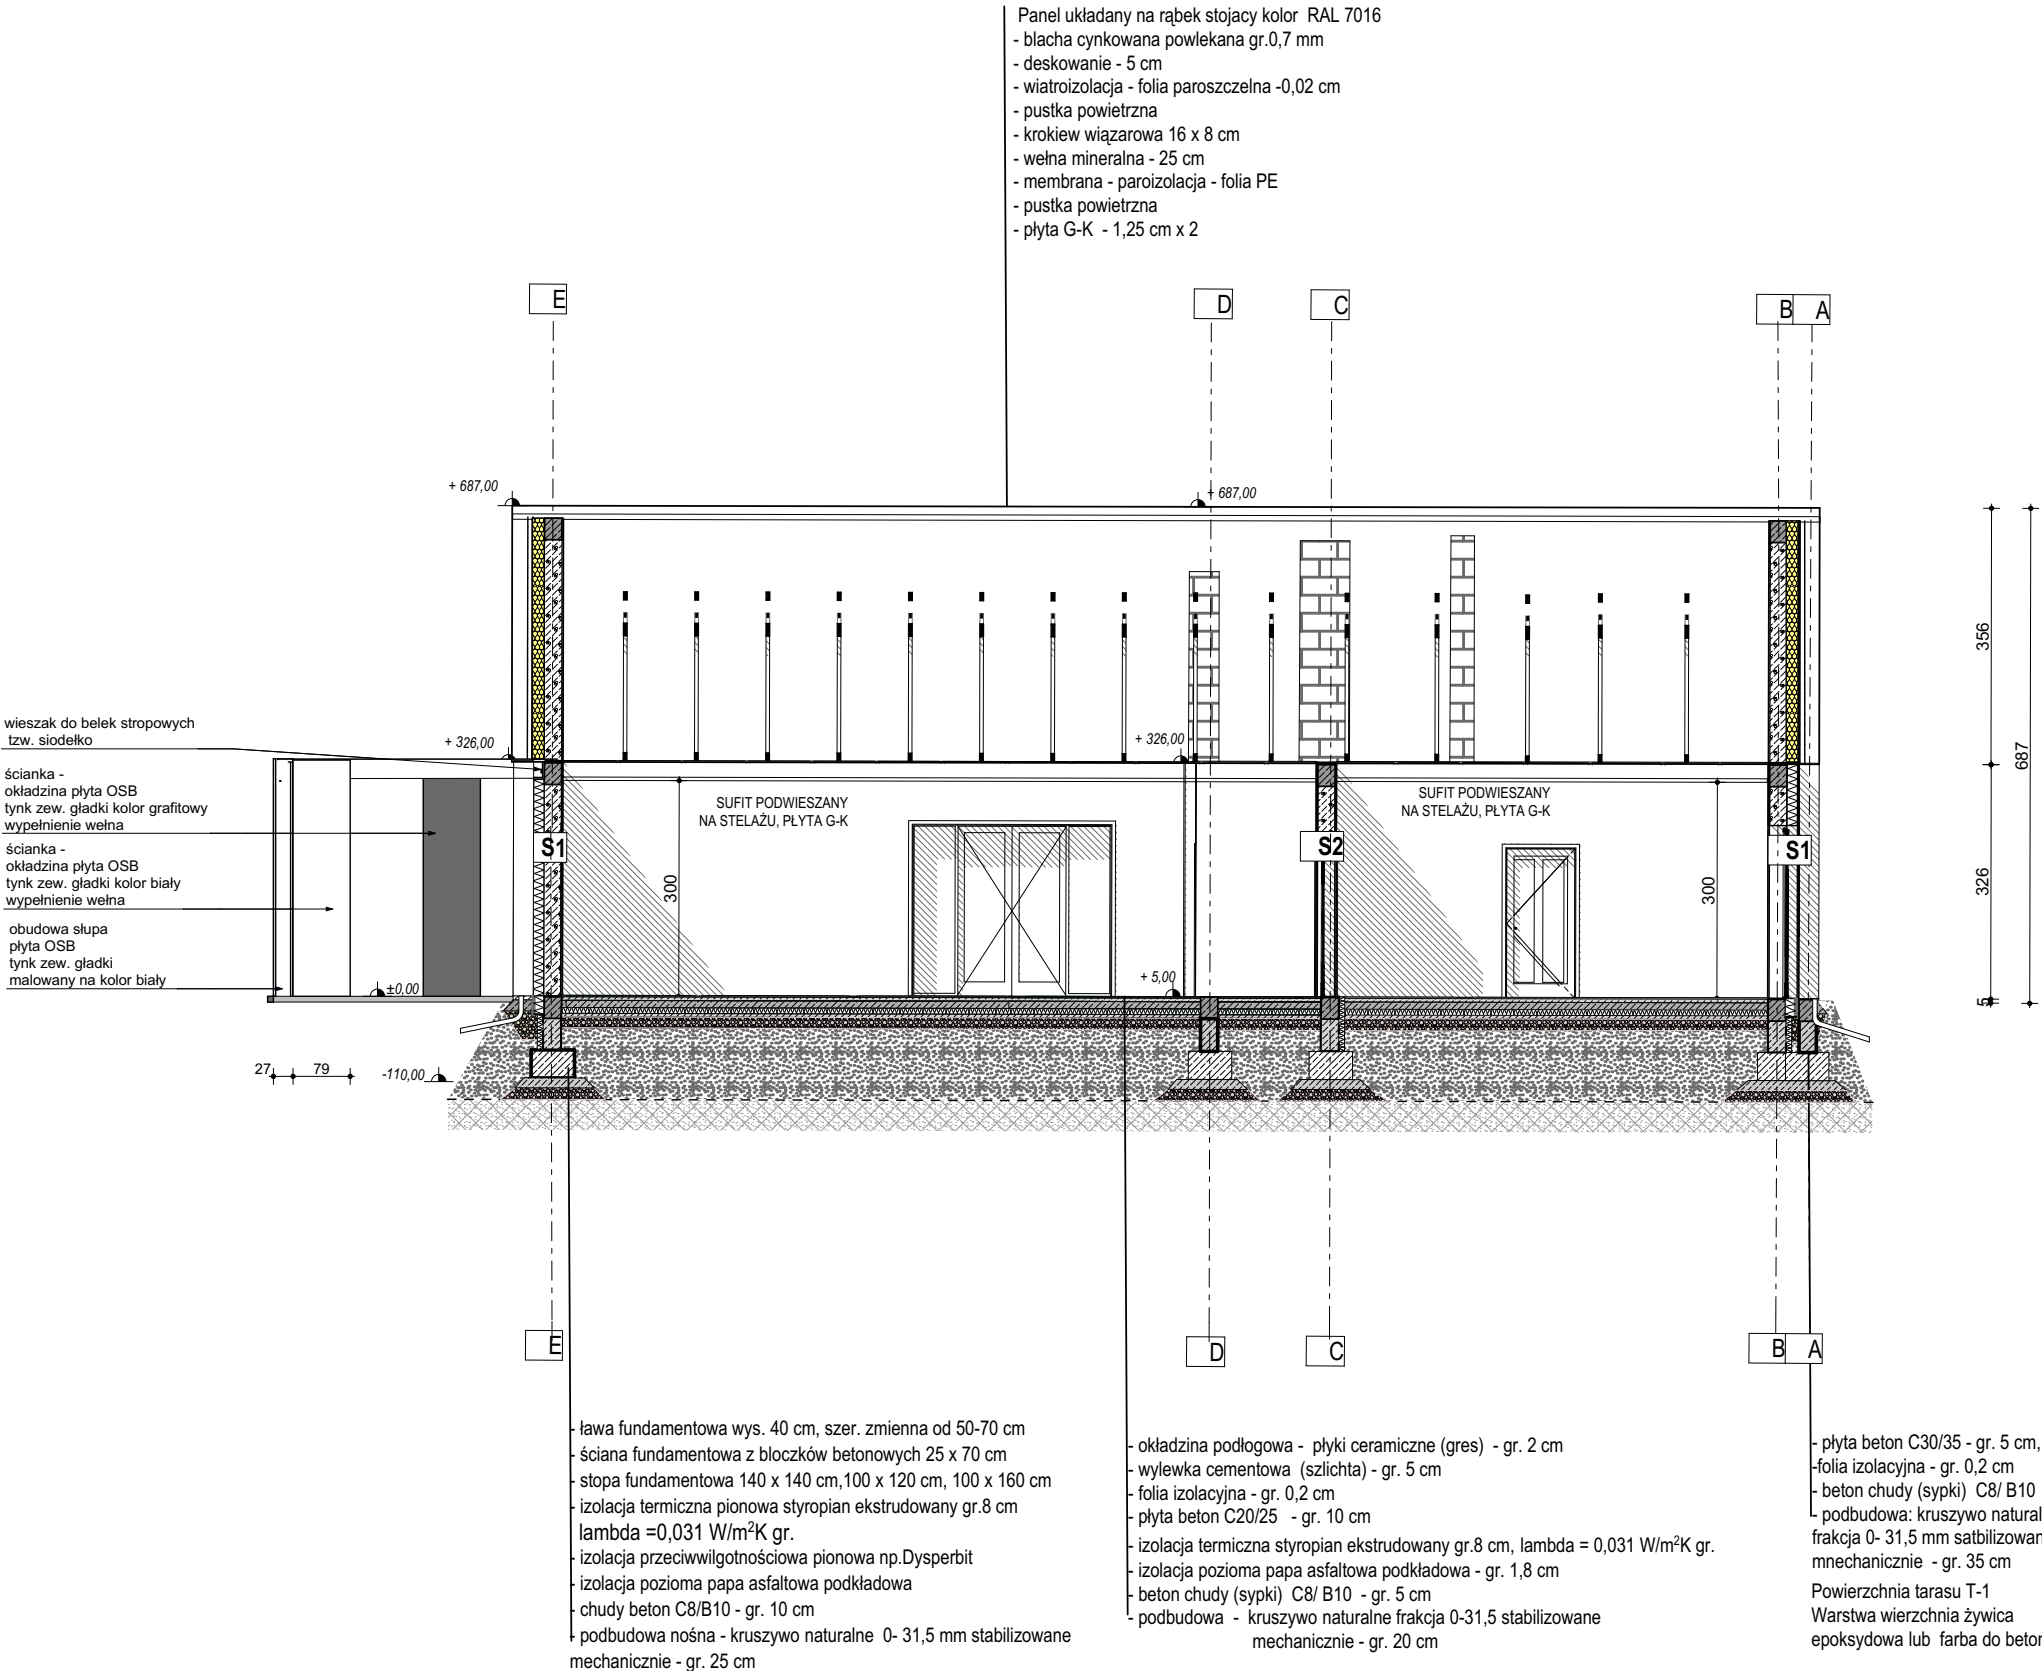 Panel układany na rąbek stojacy kolor RAL 7016
- blacha cynkowana powlekana gr.0,7 mm
- deskowanie - 5 cm
- wiatroizolacja - folia paroszczelna -0,02 cm
- pustka powietrzna
- krokiew wiązarowa 16 x 8 cm
- wełna mineralna - 25 cm
- membrana - paroizolacja - folia PE
- pustka powietrzna
- płyta G-K - 1,25 cm x 2
E
D
C
B
A
+ 687,00
+ 687,00
356
687
326
5
wieszak do belek stropowych
tzw. siodełko
+ 326,00
+ 326,00
ścianka -
okładzina płyta OSB
tynk zew. gładki kolor grafitowy
wypełnienie wełna
ścianka -
okładzina płyta OSB
tynk zew. gładki kolor biały
wypełnienie wełna
obudowa słupa
płyta OSB
tynk zew. gładki
malowany na kolor biały
SUFIT PODWIESZANY
NA STELAŻU, PŁYTA G-K
SUFIT PODWIESZANY
NA STELAŻU, PŁYTA G-K
S1
S2
S1
300
300
±0,00
+ 5,00
27
79
-110,00
E
D
C
B
A
- ława fundamentowa wys. 40 cm, szer. zmienna od 50-70 cm
- ściana fundamentowa z bloczków betonowych 25 x 70 cm
- stopa fundamentowa 140 x 140 cm,100 x 120 cm, 100 x 160 cm
- izolacja termiczna pionowa styropian ekstrudowany gr.8 cm
lambda =0,031 W/m²K gr.
- izolacja przeciwwilgotnościowa pionowa np.Dysperbit
- izolacja pozioma papa asfaltowa podkładowa
- chudy beton C8/B10 - gr. 10 cm
- podbudowa nośna - kruszywo naturalne 0- 31,5 mm stabilizowane
mechanicznie - gr. 25 cm
- okładzina podłogowa - płyki ceramiczne (gres) - gr. 2 cm
- wylewka cementowa (szlichta) - gr. 5 cm
- folia izolacyjna - gr. 0,2 cm
- płyta beton C20/25 - gr. 10 cm
- izolacja termiczna styropian ekstrudowany gr.8 cm, lambda = 0,031 W/m²K gr.
- izolacja pozioma papa asfaltowa podkładowa - gr. 1,8 cm
- beton chudy (sypki) C8/ B10 - gr. 5 cm
- podbudowa - kruszywo naturalne frakcja 0-31,5 stabilizowane
mechanicznie - gr. 20 cm
- płyta beton C30/35 - gr. 5 cm,
-folia izolacyjna - gr. 0,2 cm
- beton chudy (sypki) C8/ B10
- podbudowa: kruszywo natural
frakcja 0- 31,5 mm satbilizowan
mnechanicznie - gr. 35 cm
Powierzchnia tarasu T-1
Warstwa wierzchnia żywica
epoksydowa lub farba do beton